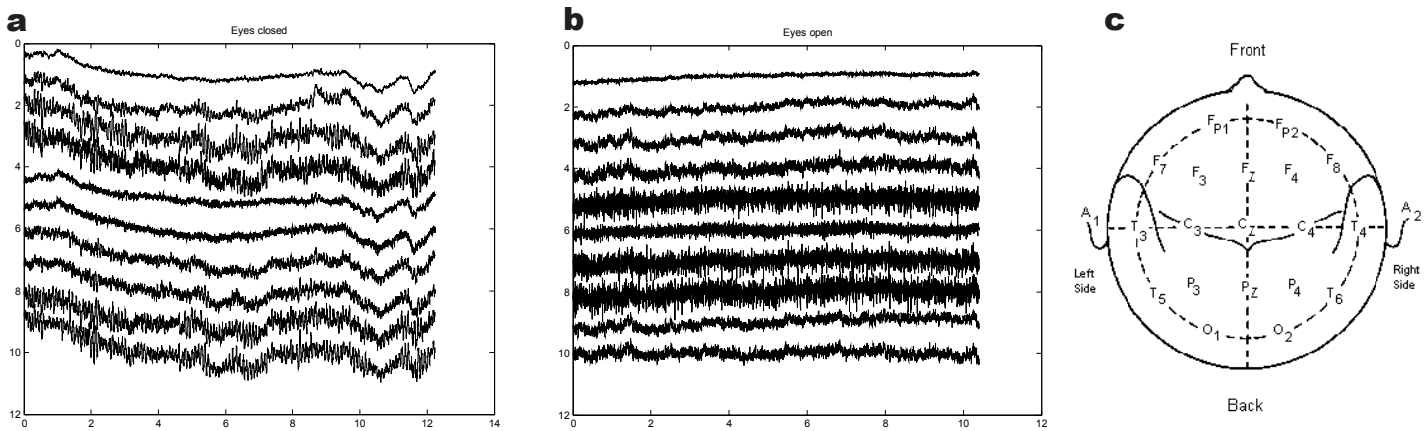 a
Eyes closed
0
2
4
6
8
10
12
0 2 4 6 8 10 12 14
b
Eyes open
0
2
4
6
8
10
12
0 2 4 6 8 10 12
c
Front
FP1 FP2
F7 F3 FZ F4 F8
A1 T3 C3 CZ C4 T4 A2
Left
Side
Right
Side
T5 P3 PZ P4 T6
O1 O2
Back